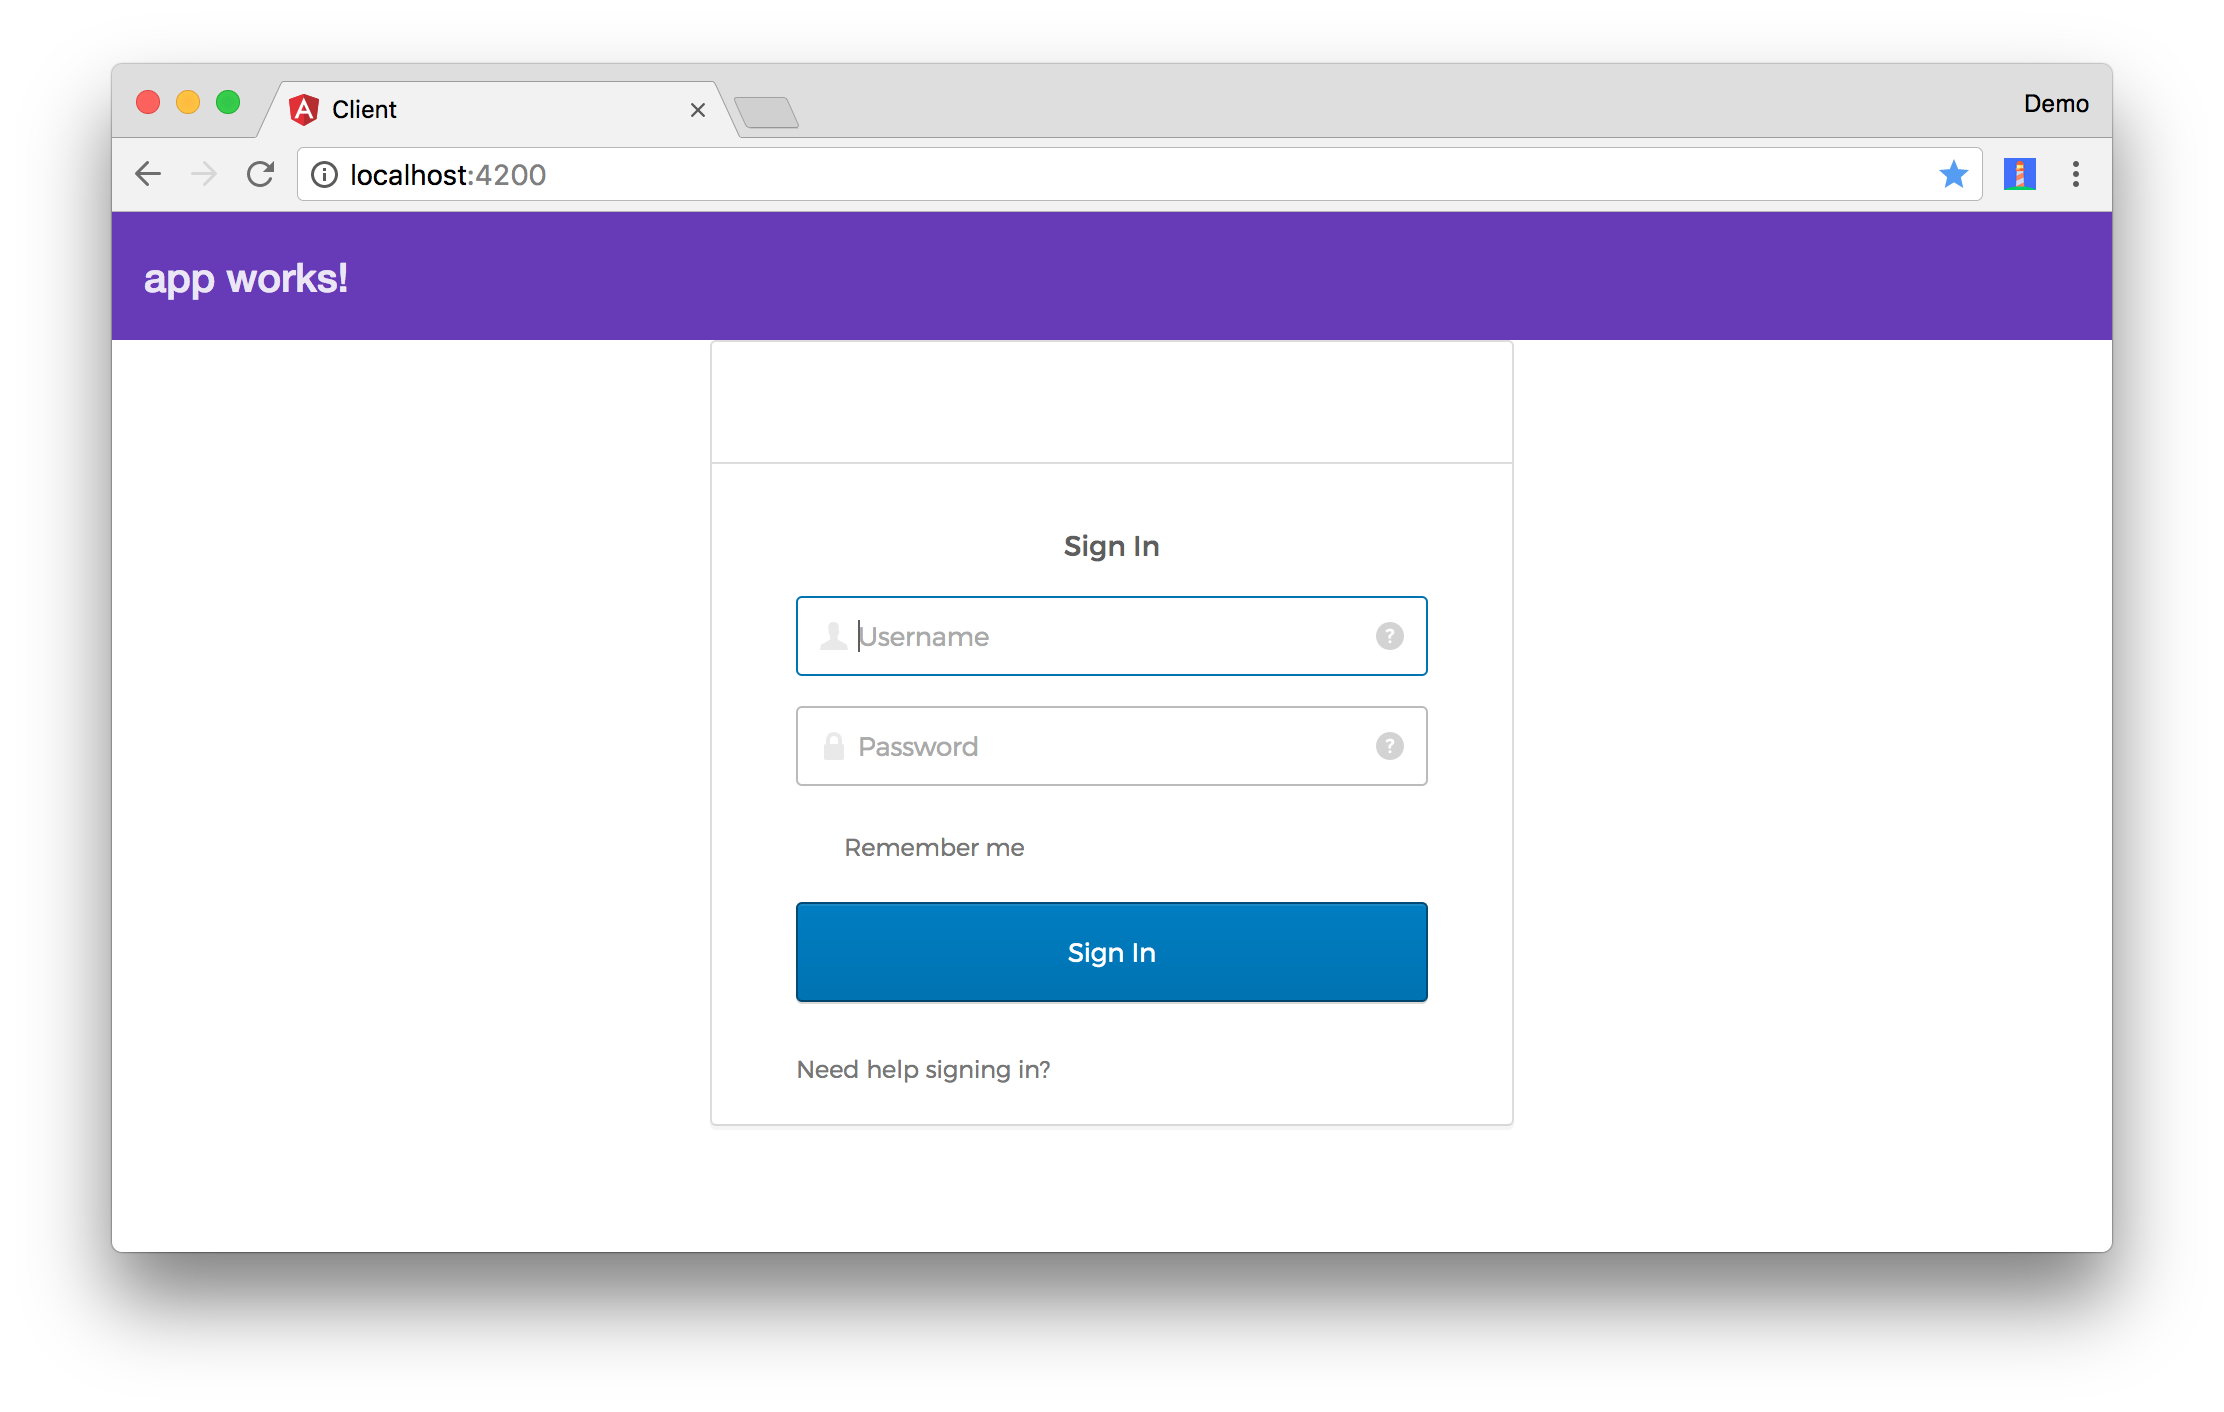 Client
Demo
localhost:4200
app works!
Sign In
Username
?
Password
?
Remember me
Sign In
Need help signing in?